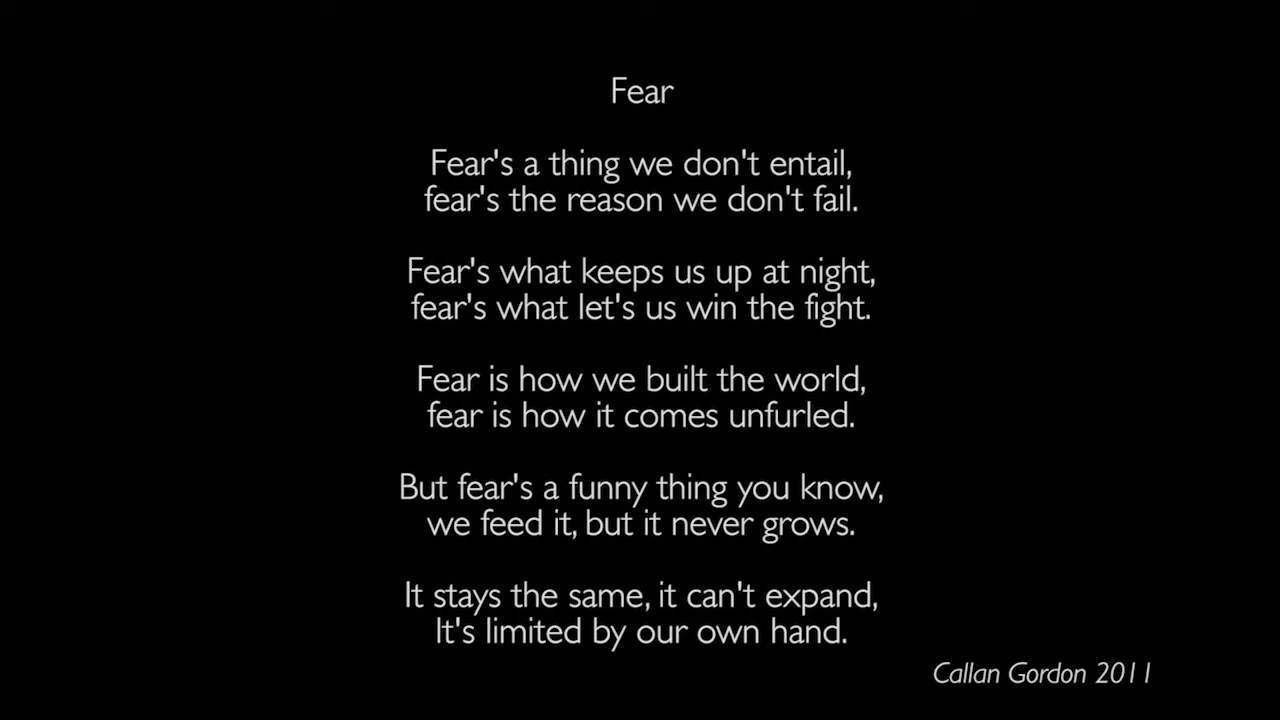 Fear
Fear's a thing we don't entail,
fear's the reason we don't fail.
Fear's what keeps us up at night,
fear's what let's us win the fight.
Fear is how we built the world,
fear is how it comes unfurled.
But fear's a funny thing you know,
we feed it, but it never grows.
It stays the same, it can't expand,
It's limited by our own hand.
Callan Gordon 2011